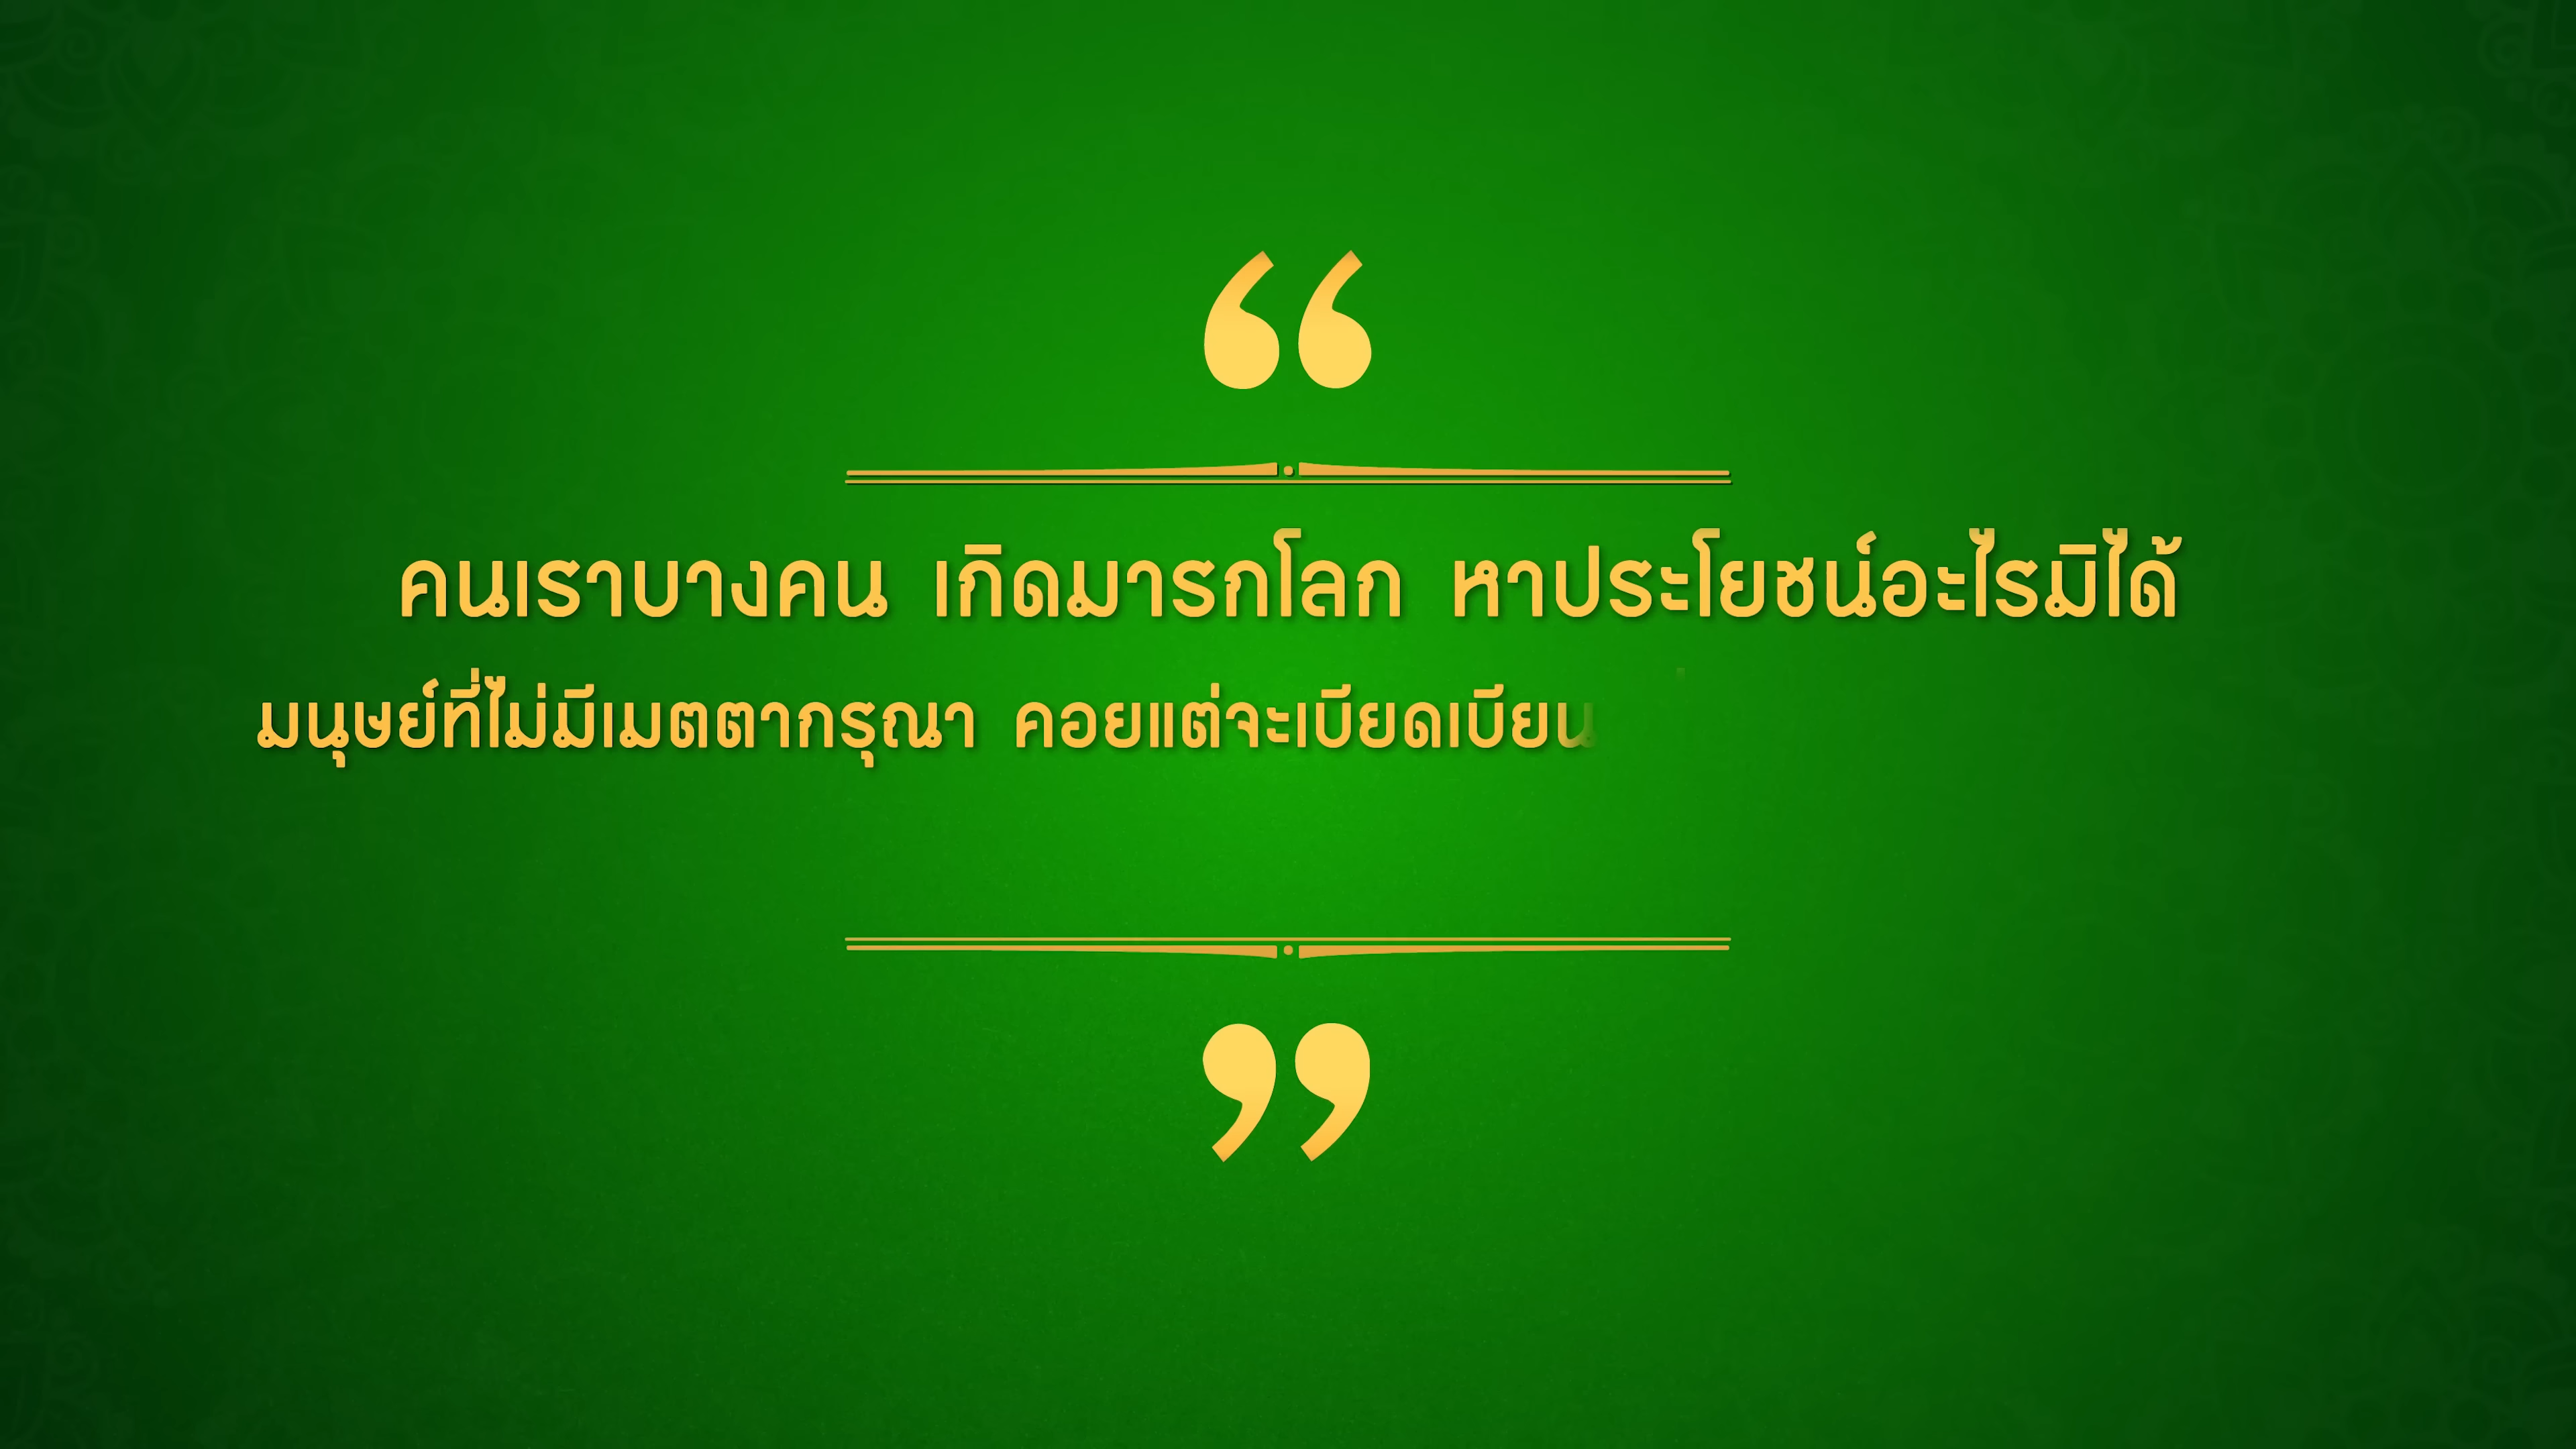 “
คนเราบางคน เกิดมารกโลก หาประโยชน์อะไรมิได้
มนุษย์ที่ไม่มีเมตตากรุณา คอยแต่จะเบียดเบียน
”